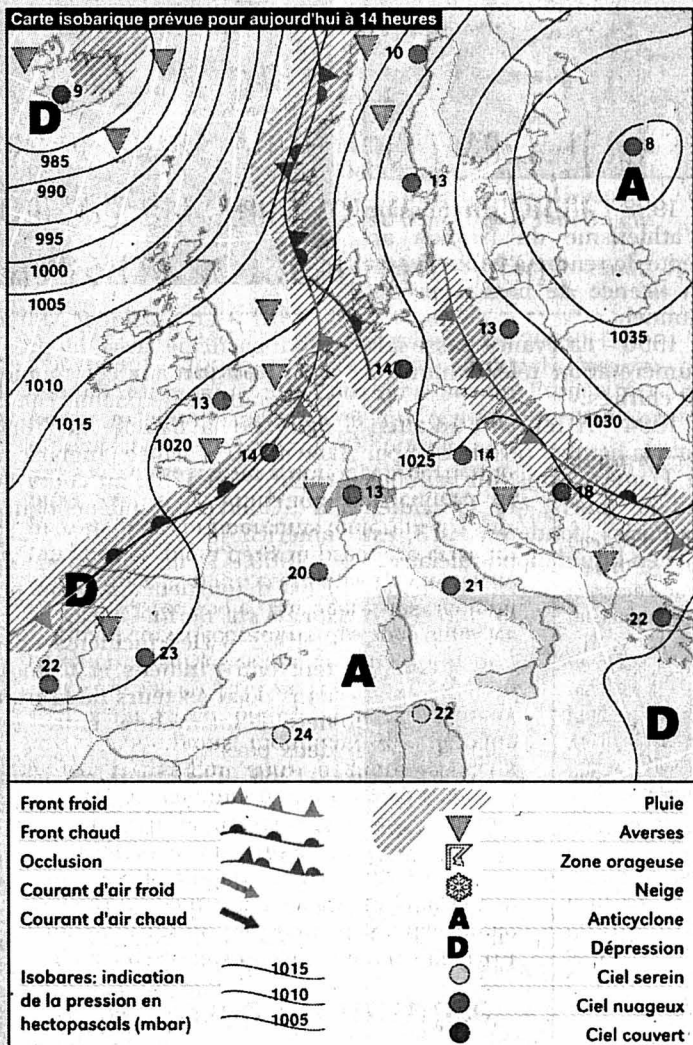 Carte isobarique prévue pour aujourd'hui à 14 heures
10
9
D
8
985
13
A
990
995
1000
1005
1035
13
1010
14
13
1015
1030
1020
14
1025
14
13
18
20
21
D
22
23
22
A
22
D
24
Front froid
Front chaud
Occlusion
Courant d'air froid
Courant d'air chaud
Isobares: indication
de la pression en
hectopascals (mbar)
1015
1010
1005
Pluie
Averses
Zone orageuse
Neige
A Anticyclone
D Dépression
Ciel serein
Ciel nuageux
Ciel couvert